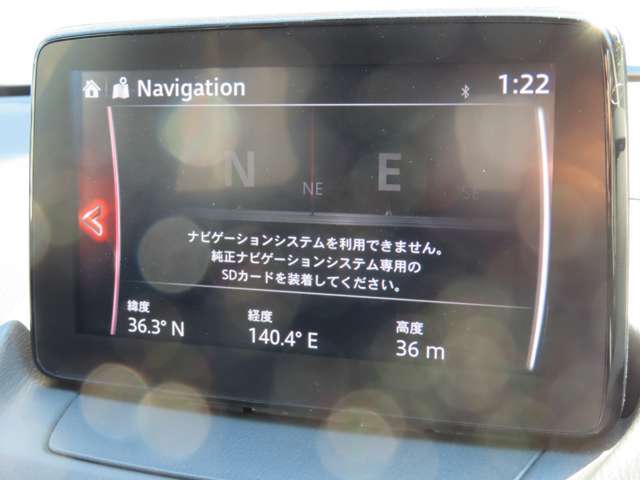 Navigation 1:22
N NE E SE
ナビゲーションシステムを利用できません。
純正ナビゲーションシステム専用の
SDカードを装着してください。
緯度 経度 高度
36.3° N 140.4° E 36 m